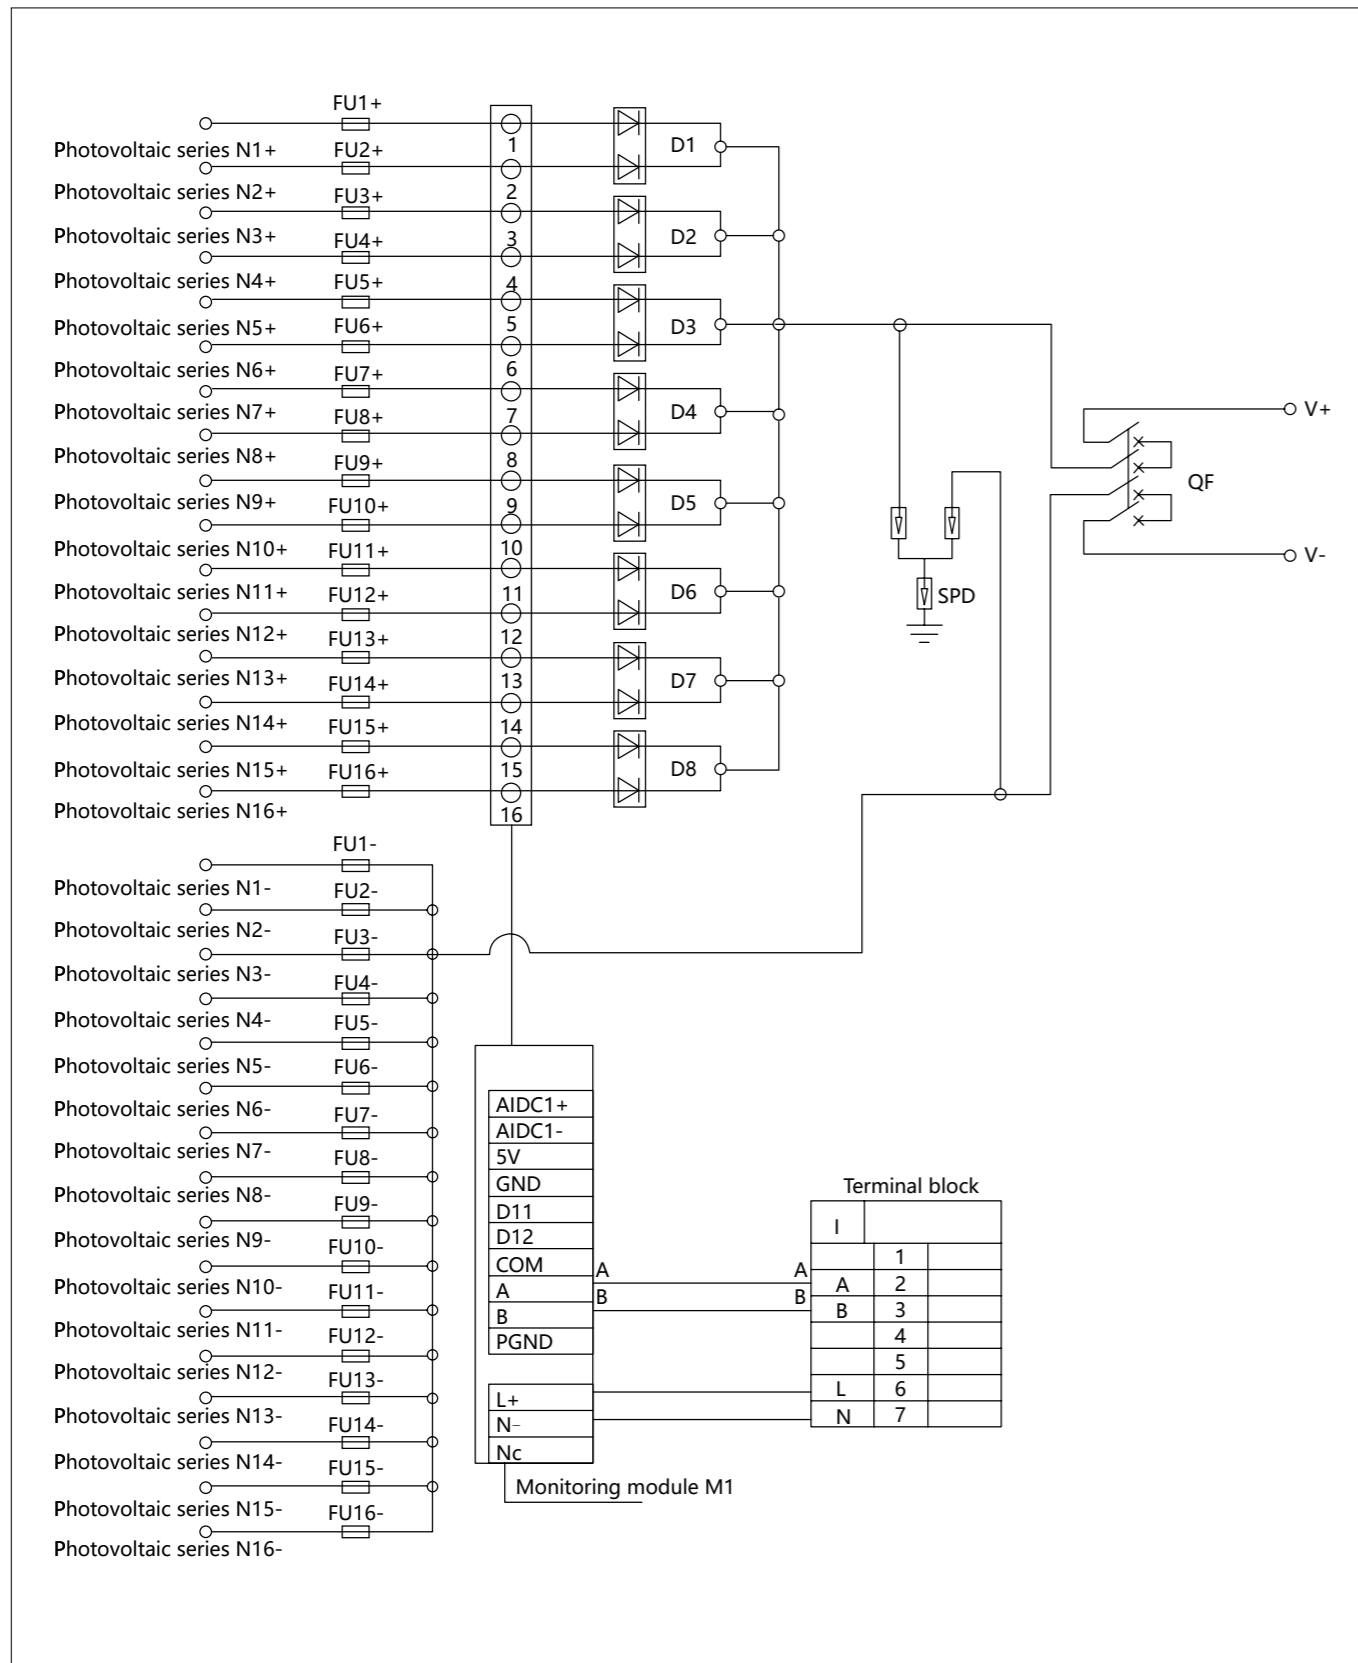 FU1+
Photovoltaic series N1+
FU2+
1
D1
Photovoltaic series N2+
FU3+
2
Photovoltaic series N3+
FU4+
3
D2
Photovoltaic series N4+
FU5+
4
Photovoltaic series N5+
FU6+
5
D3
Photovoltaic series N6+
FU7+
6
Photovoltaic series N7+
FU8+
7
D4
V+
Photovoltaic series N8+
FU9+
8
QF
Photovoltaic series N9+
FU10+
9
D5
Photovoltaic series N10+
FU11+
10
V-
Photovoltaic series N11+
FU12+
11
D6
SPD
Photovoltaic series N12+
FU13+
12
Photovoltaic series N13+
FU14+
13
D7
Photovoltaic series N14+
FU15+
14
Photovoltaic series N15+
FU16+
15
D8
Photovoltaic series N16+
16
FU1-
Photovoltaic series N1-
FU2-
Photovoltaic series N2-
FU3-
Photovoltaic series N3-
FU4-
Photovoltaic series N4-
FU5-
Photovoltaic series N5-
FU6-
Photovoltaic series N6-
FU7-
Photovoltaic series N7-
FU8-
Photovoltaic series N8-
FU9-
Photovoltaic series N9-
FU10-
Photovoltaic series N10-
FU11-
Photovoltaic series N11-
FU12-
Photovoltaic series N12-
FU13-
Photovoltaic series N13-
FU14-
Photovoltaic series N14-
FU15-
Photovoltaic series N15-
FU16-
Photovoltaic series N16-
AIDC1+
AIDC1-
5V
GND
D11
D12
COM
A
B
PGND
L+
N-
Nc
Monitoring module M1
A
B
A
B
Terminal block
I
1
A 2
B 3
4
5
L 6
N 7